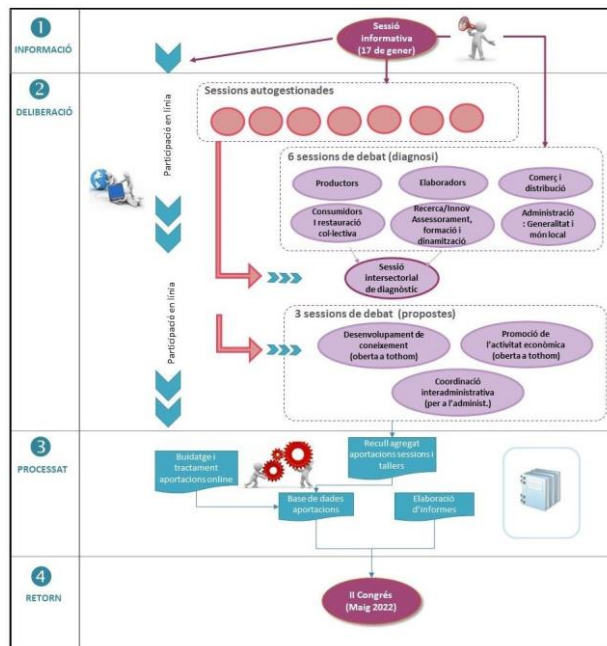 1
INFORMACIÓ
Sessió
informativa
(17 de gener)
2
DELIBERACIÓ
Participació en línia
Sessions autogestionades
6 sessions de debat (diagnosi)
Productors
Elaboradors
Comerç i
distribució
Consumidors
I restauració
col·lectiva
Recerca/Innov
Assessorament,
formació i
dinamització
Administració
: Generalitat i
món local
Sessió
intersectorial
de diagnòstic
Participació en línia
3 sessions de debat (propostes)
Desenvolupament de
coneixement
(oberta a tothom)
Promoció de
l'activitat econòmica
(oberta a tothom)
Coordinació
interadministrativa
(per a l'administ.)
3
PROCESSAT
Buidatge i
tractament
aportacions online
Recull agregat
aportacions sessions i
tallers
Base de dades
aportacions
Elaboració
d'informes
4
RETORN
II Congrés
(Maig 2022)